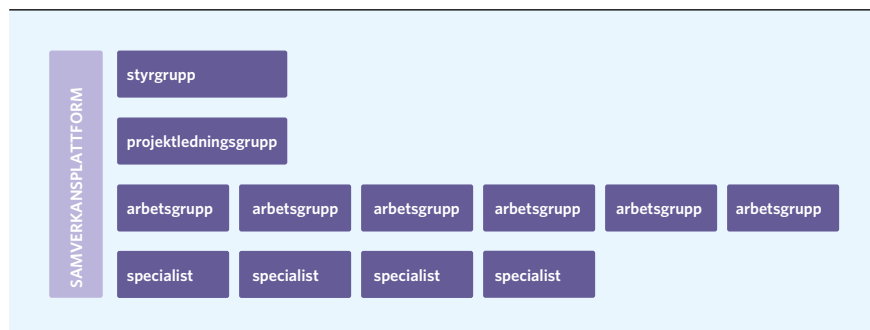 SAMVERKANSPLATTFORM
styrgrupp
projektledningsgrupp
arbetsgrupp arbetsgrupp arbetsgrupp arbetsgrupp arbetsgrupp arbetsgrupp
specialist specialist specialist specialist